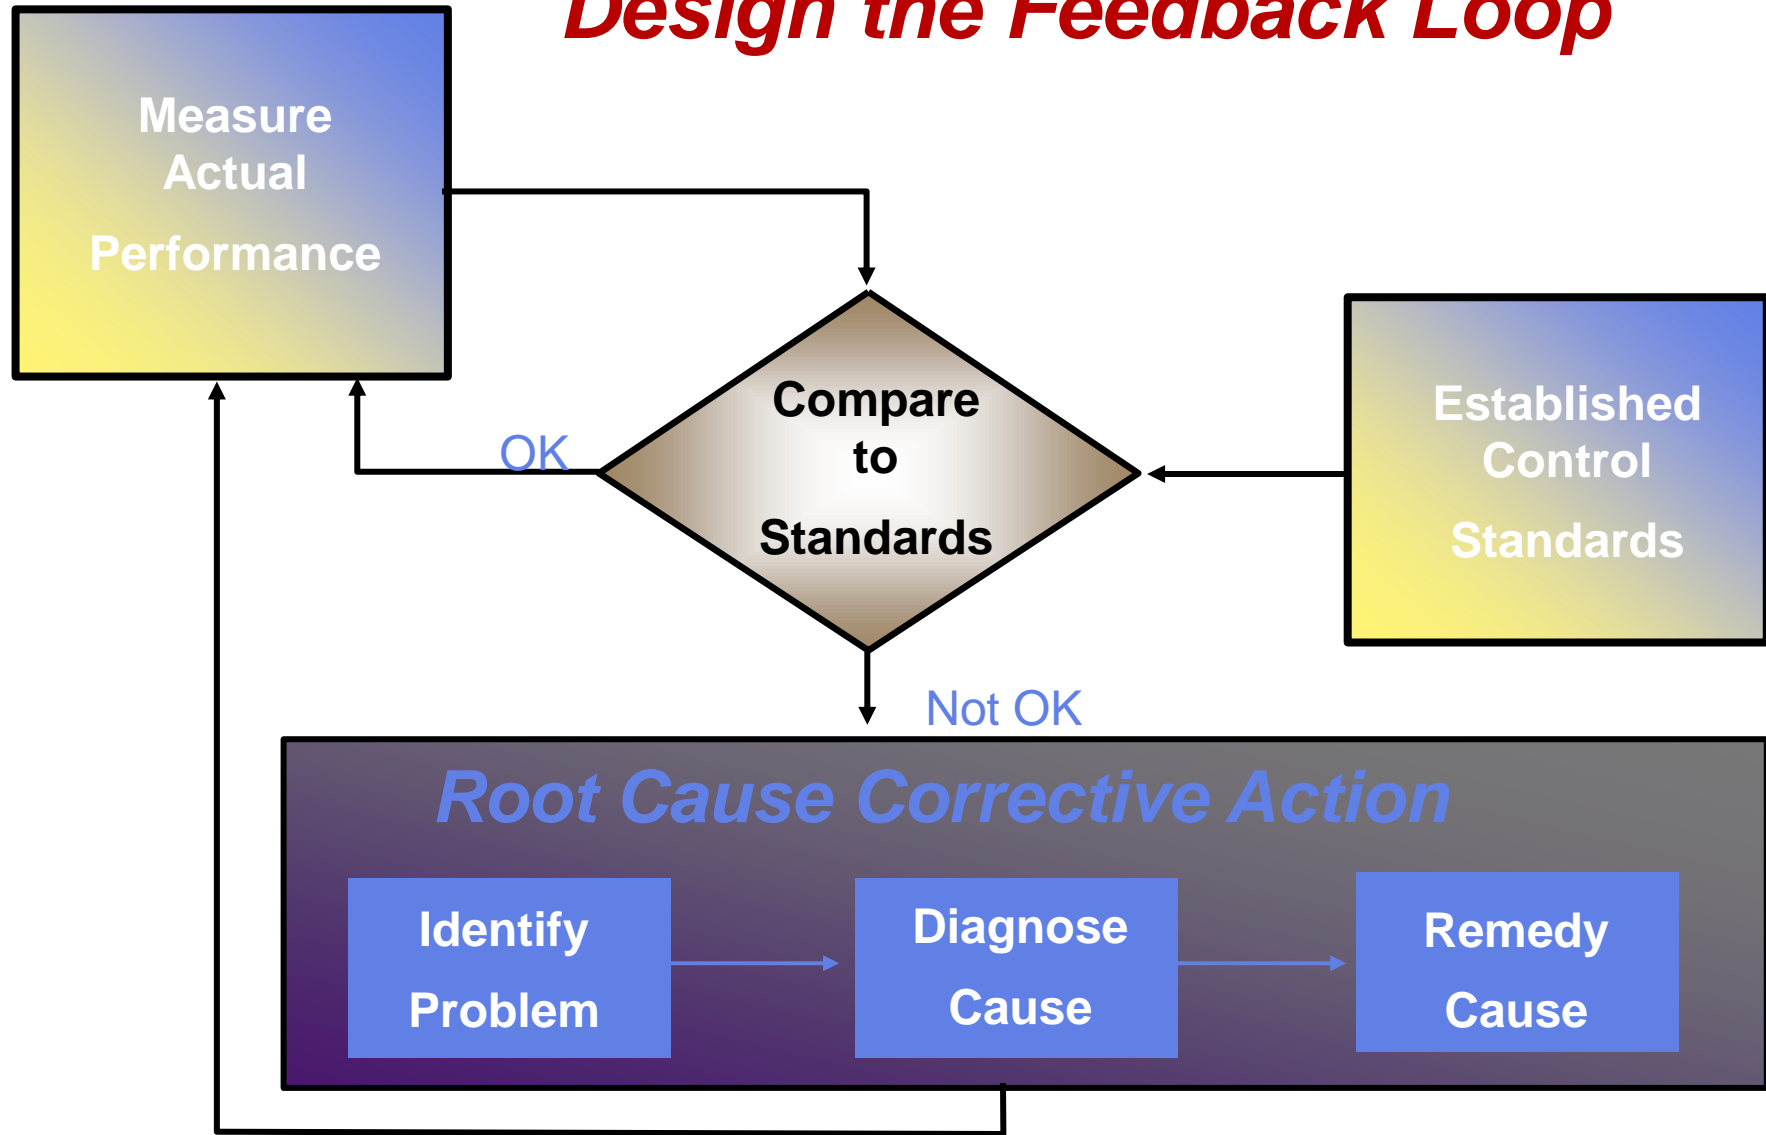 Design the Feedback Loop
Measure
Actual
Performance
Compare
to
Standards
Established
Control
Standards
OK
Not OK
Root Cause Corrective Action
Identify
Problem
Diagnose
Cause
Remedy
Cause